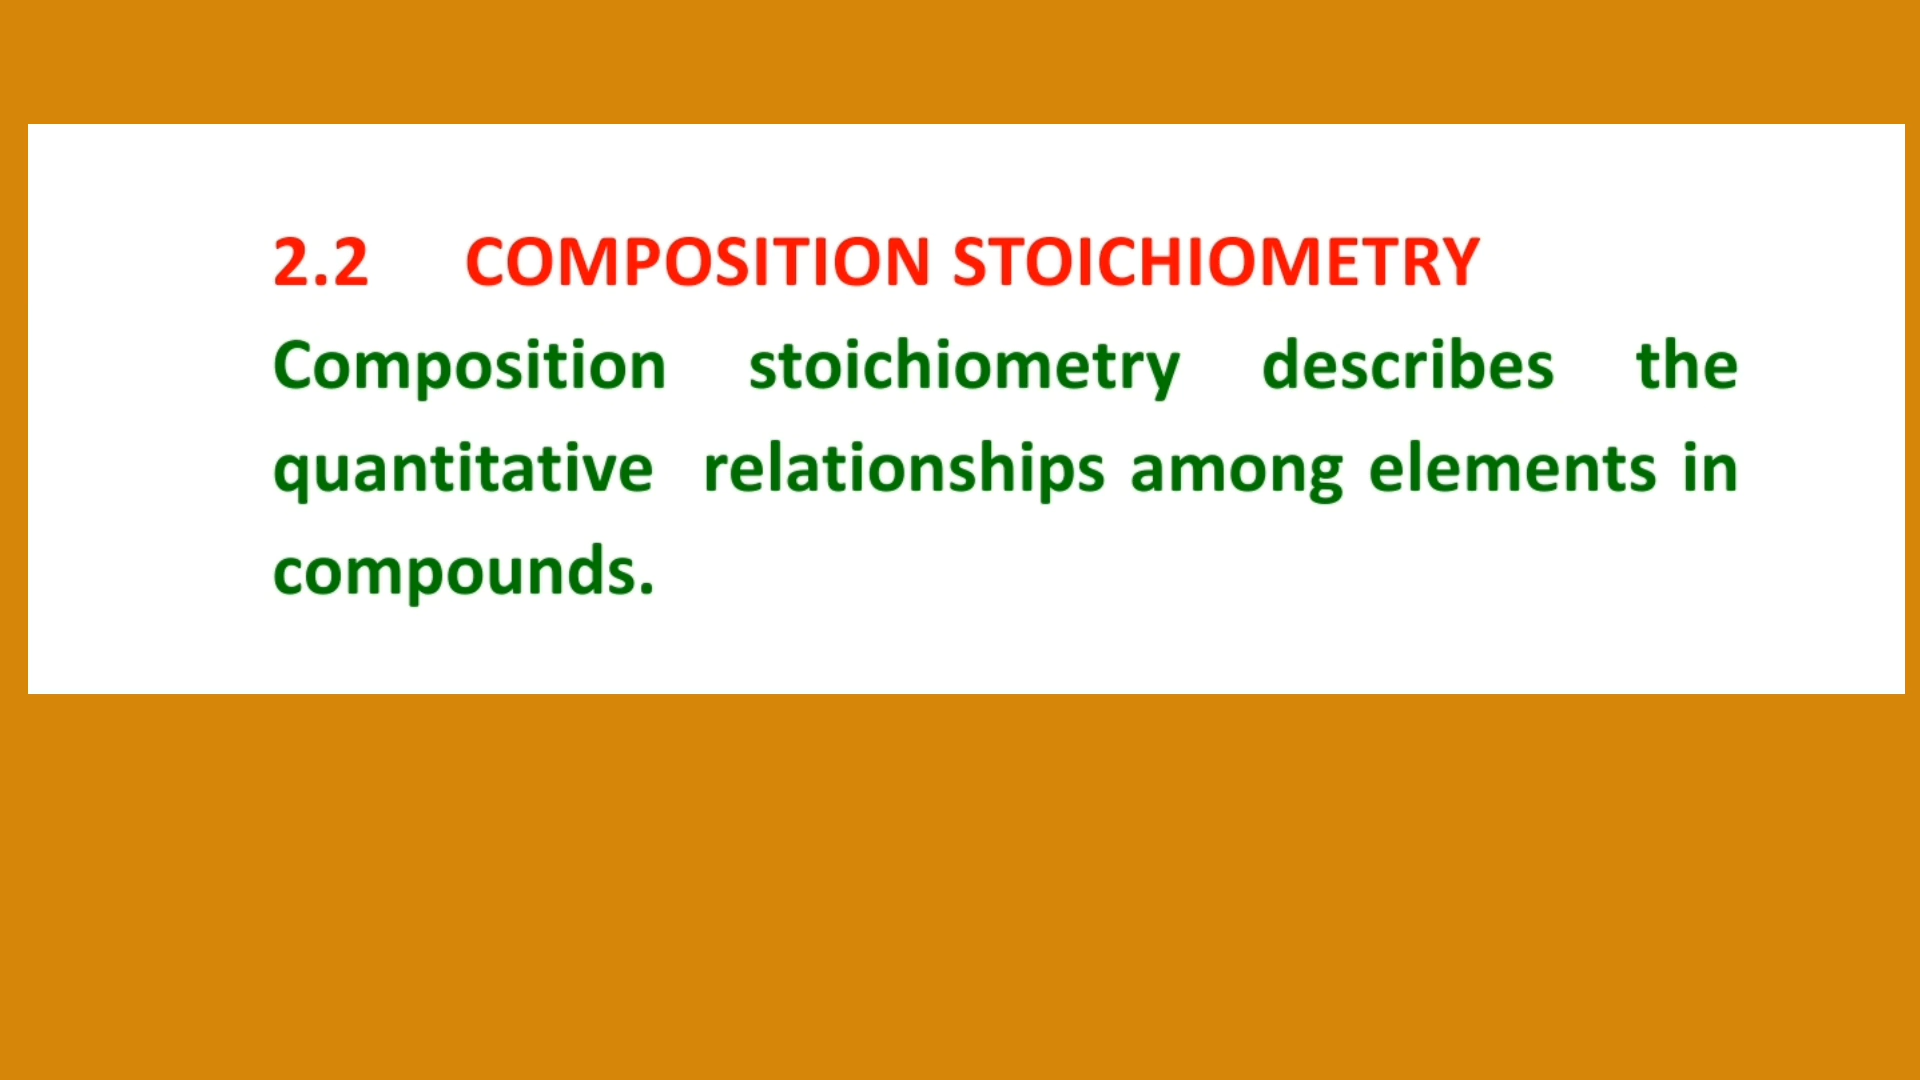 2.2 COMPOSITION STOICHIOMETRY
Composition stoichiometry describes the
quantitative relationships among elements in
compounds.